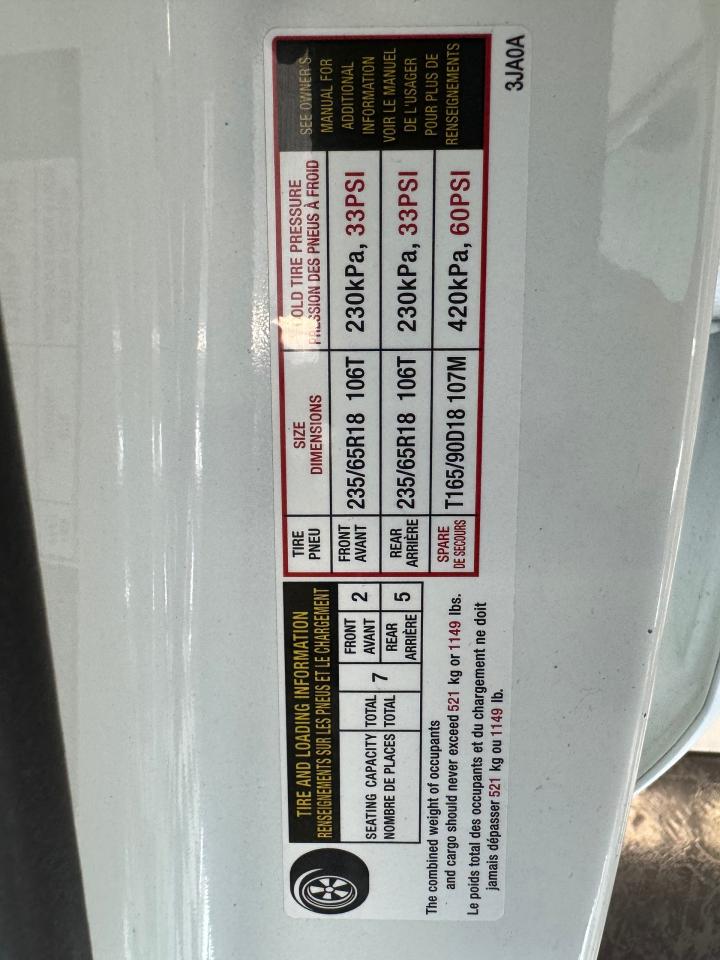 TIRE AND LOADING INFORMATION
RENSEIGNEMENTS SUR LES PNEUS ET LE CHARGEMENT
SEATING CAPACITY TOTAL 7 FRONT AVANT 2
NOMBRE DE PLACES TOTAL REAR ARRIÈRE 5
The combined weight of occupants
and cargo should never exceed 521 kg or 1149 lbs.
Le poids total des occupants et du chargement ne doit
jamais dépasser 521 kg ou 1149 lb.
TIRE SIZE COLD TIRE PRESSURE
PNEU DIMENSIONS PRESSION DES PNEUS À FROID
FRONT AVANT 235/65R18 106T 230kPa, 33PSI
REAR ARRIÈRE 235/65R18 106T 230kPa, 33PSI
SPARE DE SECOURS T165/90D18 107M 420kPa, 60PSI
SEE OWNER'S
MANUAL FOR
ADDITIONAL
INFORMATION
VOIR LE MANUEL
DE L'USAGER
POUR PLUS DE
RENSEIGNEMENTS
3JA0A